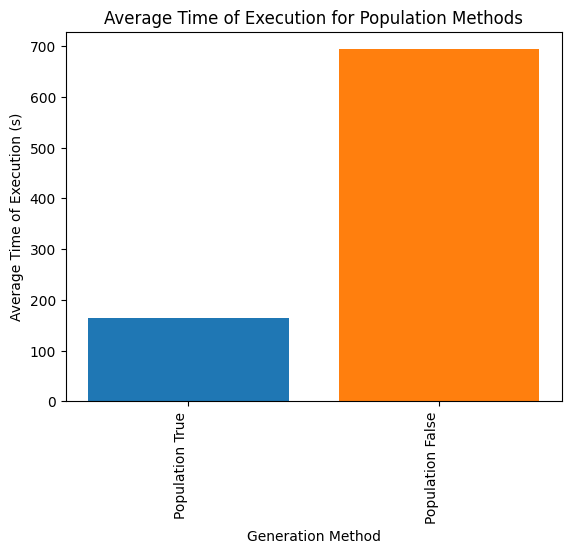 Average Time of Execution for Population Methods
Average Time of Execution (s)
700
600
500
400
300
200
100
0
Population True
Population False
Generation Method